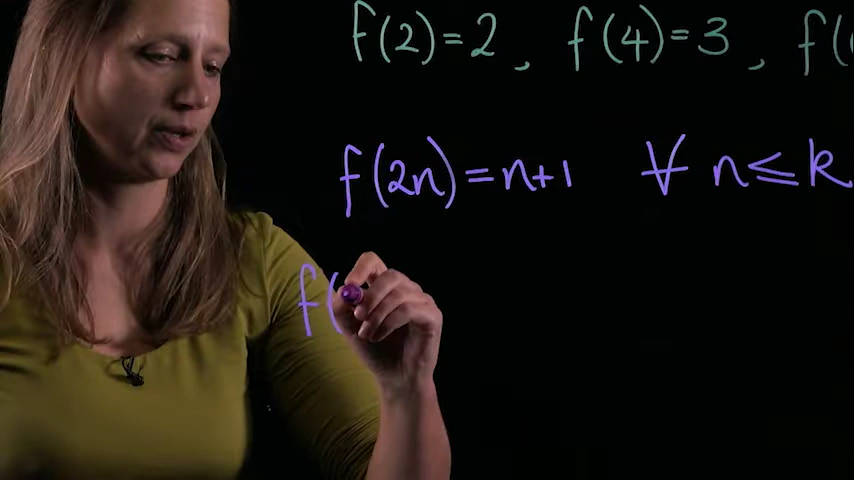 f(2)=2 , f(4)=3 , f(
f(2n)=n+1 ∀ n≤k
f(